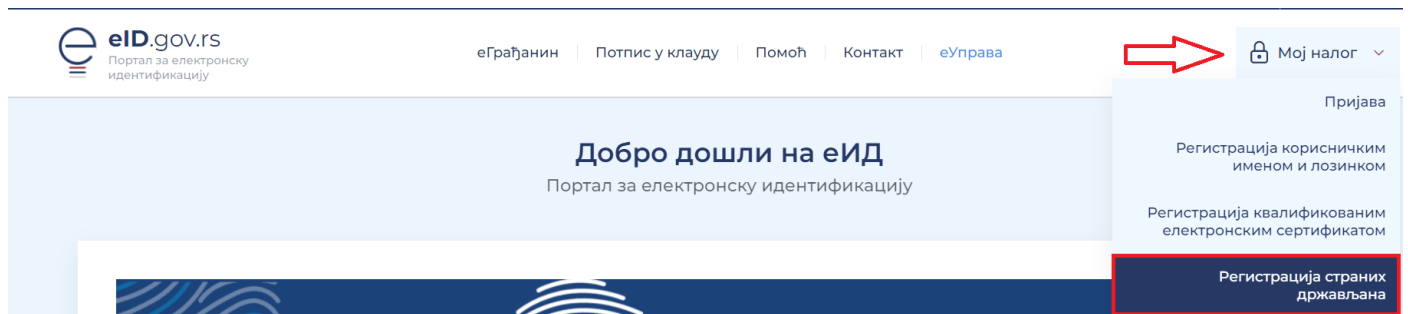 eID.gov.rs
Портал за електронску
идентификацију
еГрађанин
Потпис у клауду
Помоћ
Контакт
еУправа
Мој налог
Пријава
Регистрација корисничким
именом и лозинком
Регистрација квалификованим
електронским сертификатом
Регистрација страних
држављана
Добро дошли на еИД
Портал за електронску идентификацију